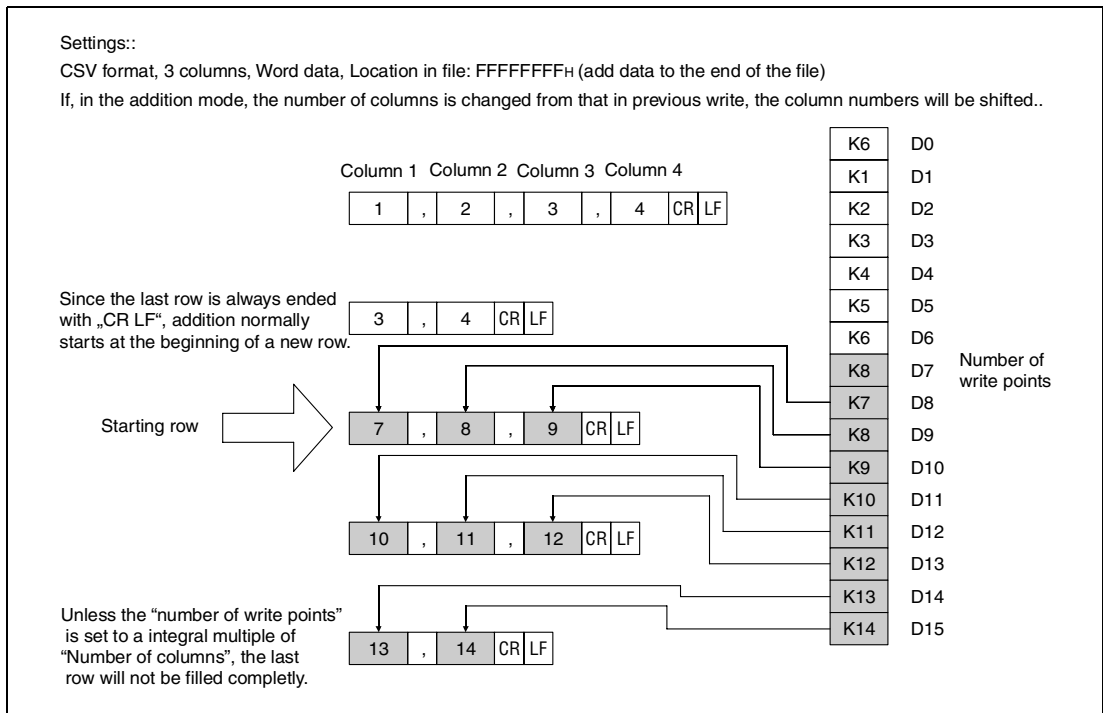 Settings::
CSV format, 3 columns, Word data, Location in file: FFFFFFFFH (add data to the end of the file)
If, in the addition mode, the number of columns is changed from that in previous write, the column numbers will be shifted..
Column 1 Column 2 Column 3 Column 4
1 , 2 , 3 , 4 CR LF
Since the last row is always ended
with „CR LF“, addition normally
starts at the beginning of a new row.
3 , 4 CR LF
Starting row
7 , 8 , 9 CR LF
10 , 11 , 12 CR LF
Unless the “number of write points”
is set to a integral multiple of
“Number of columns”, the last
row will not be filled completly.
13 , 14 CR LF
K6 D0
K1 D1
K2 D2
K3 D3
K4 D4
K5 D5
K6 D6
K8 D7
Number of
write points
K7 D8
K8 D9
K9 D10
K10 D11
K11 D12
K12 D13
K13 D14
K14 D15